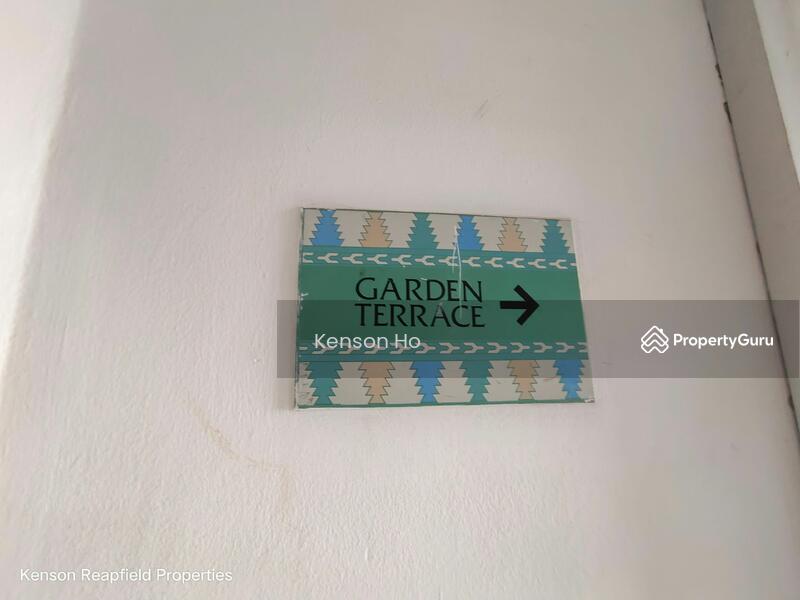 GARDEN
TERRACE
Kenson Ho
PropertyGuru
Kenson Reapfield Properties